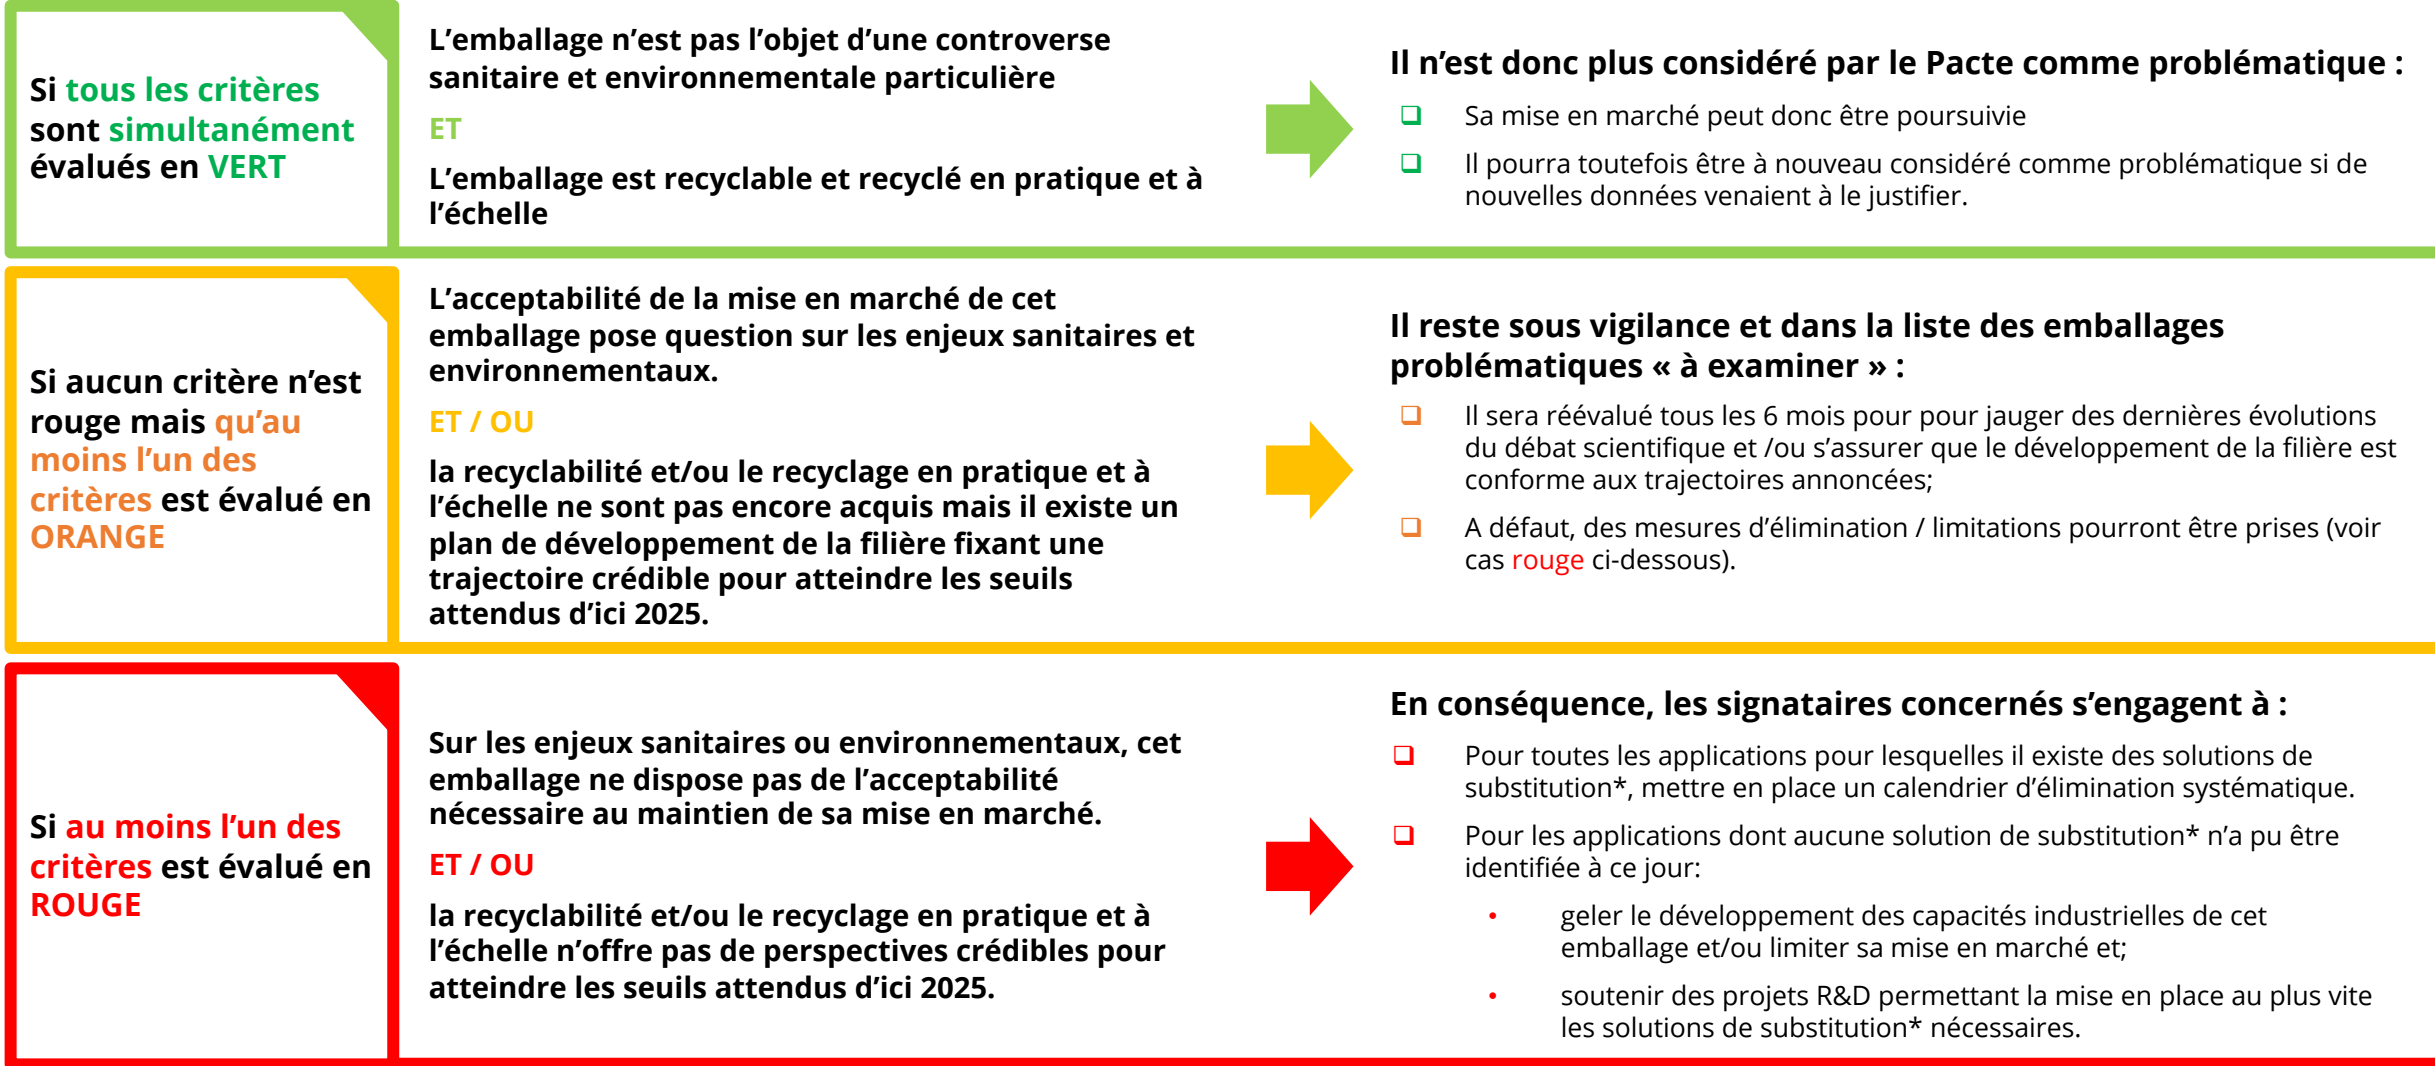 Si tous les critères
sont simultanément
évalués en VERT
L’emballage n’est pas l’objet d’une controverse
sanitaire et environnementale particulière
ET
L’emballage est recyclable et recyclé en pratique et à
l’échelle
Il n’est donc plus considéré par le Pacte comme problématique :
Sa mise en marché peut donc être poursuivie
Il pourra toutefois être à nouveau considéré comme problématique si de
nouvelles données venaient à le justifier.
Si aucun critère n’est
rouge mais qu’au
moins l’un des
critères est évalué en
ORANGE
L’acceptabilité de la mise en marché de cet
emballage pose question sur les enjeux sanitaires et
environnementaux.
ET / OU
la recyclabilité et/ou le recyclage en pratique et à
l’échelle ne sont pas encore acquis mais il existe un
plan de développement de la filière fixant une
trajectoire crédible pour atteindre les seuils
attendus d’ici 2025.
Il reste sous vigilance et dans la liste des emballages
problématiques « à examiner » :
Il sera réévalué tous les 6 mois pour pour jauger des dernières évolutions
du débat scientifique et /ou s’assurer que le développement de la filière est
conforme aux trajectoires annoncées;
A défaut, des mesures d’élimination / limitations pourront être prises (voir
cas rouge ci-dessous).
Si au moins l’un des
critères est évalué en
ROUGE
Sur les enjeux sanitaires ou environnementaux, cet
emballage ne dispose pas de l’acceptabilité
nécessaire au maintien de sa mise en marché.
ET / OU
la recyclabilité et/ou le recyclage en pratique et à
l’échelle n’offre pas de perspectives crédibles pour
atteindre les seuils attendus d’ici 2025.
En conséquence, les signataires concernés s’engagent à :
Pour toutes les applications pour lesquelles il existe des solutions de
substitution*, mettre en place un calendrier d’élimination systématique.
Pour les applications dont aucune solution de substitution* n’a pu être
identifiée à ce jour:
• geler le développement des capacités industrielles de cet
emballage et/ou limiter sa mise en marché et;
• soutenir des projets R&D permettant la mise en place au plus vite
les solutions de substitution* nécessaires.